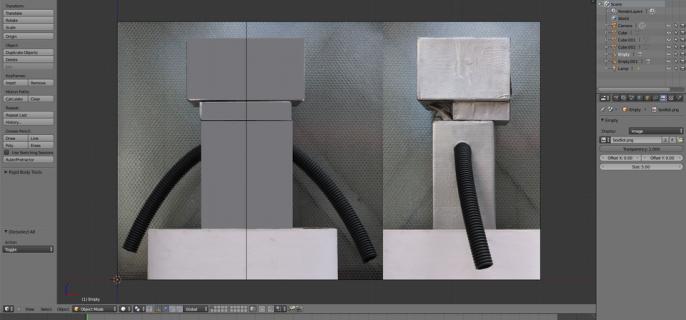 Transform
Translate
Rotate
Scale
Origin
Object
Duplicate Objects
Delete
Keyframes
Insert Remove
Motion Paths
Calculate Clear
Repeat
Repeat Last
History...
Grease Pencil
Draw Line
Poly Erase
Use Sketching Sessions
Ruler/Protractor
Rigid Body Tools
(De)select All
Action
Toggle
(1) Empty
View Select Object Object Mode Global
Scene
RenderLayers
World
Camera
Cube
Cube.001
Cube.002
Empty
Empty.001
Lamp
Empty
Empty
Display: Image
Transparency: 1.000
Offset X: 0.00 Offset Y: 0.00
Size: 5.00